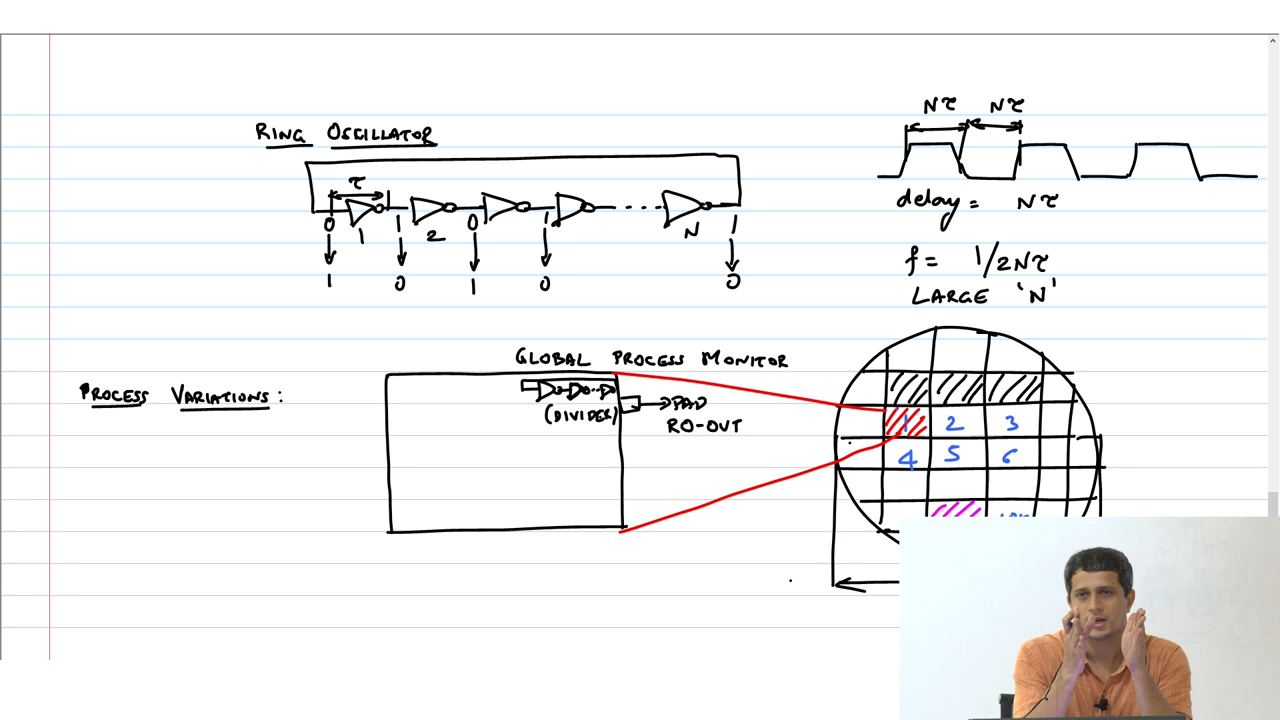 RING OSCILLATOR
τ
0 1 0 1 1
1 2 N
1 0 1 0 0
Nτ Nτ
delay = Nτ
f = 1/2Nτ
LARGE 'N'
PROCESS VARIATIONS :
GLOBAL PROCESS MONITOR
(DIVIDER)
PAD
RO-OUT
1 2 3
4 5 6